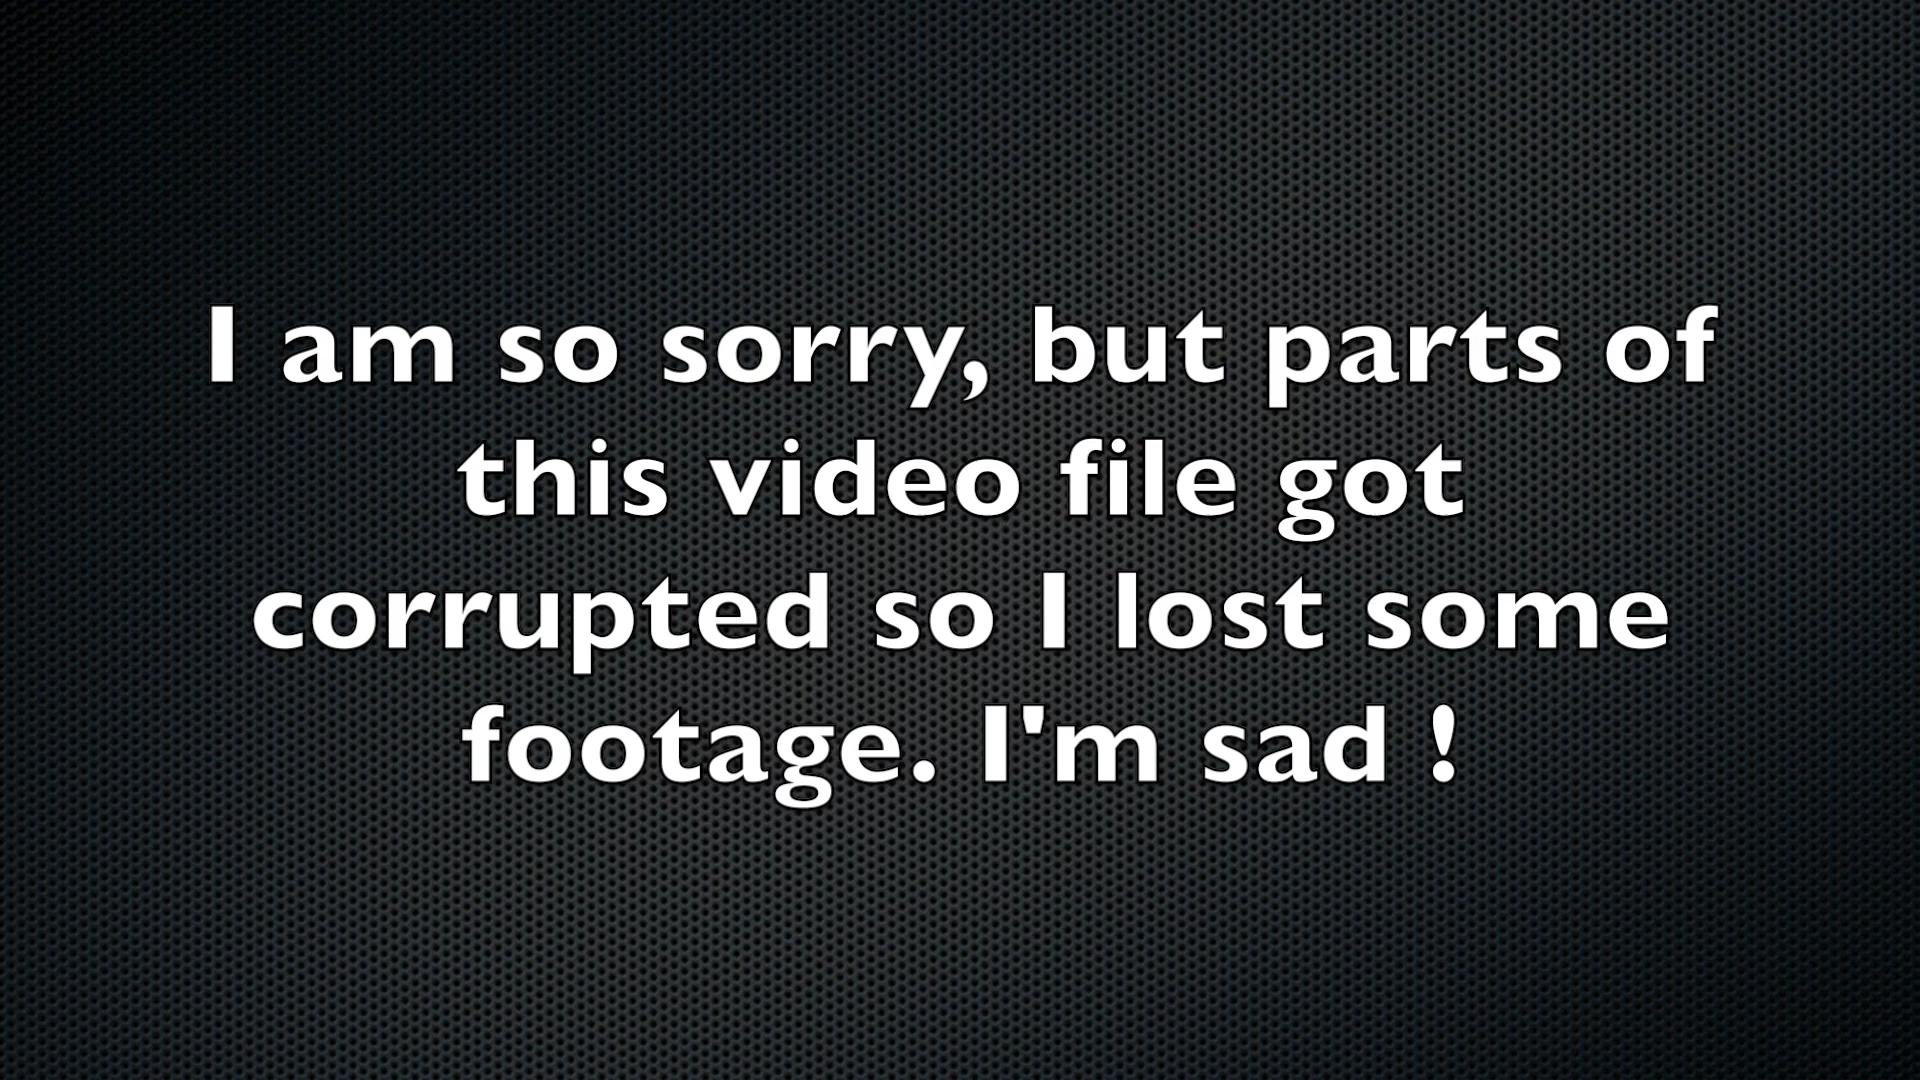 I am so sorry, but parts of
this video file got
corrupted so I lost some
footage. I'm sad !